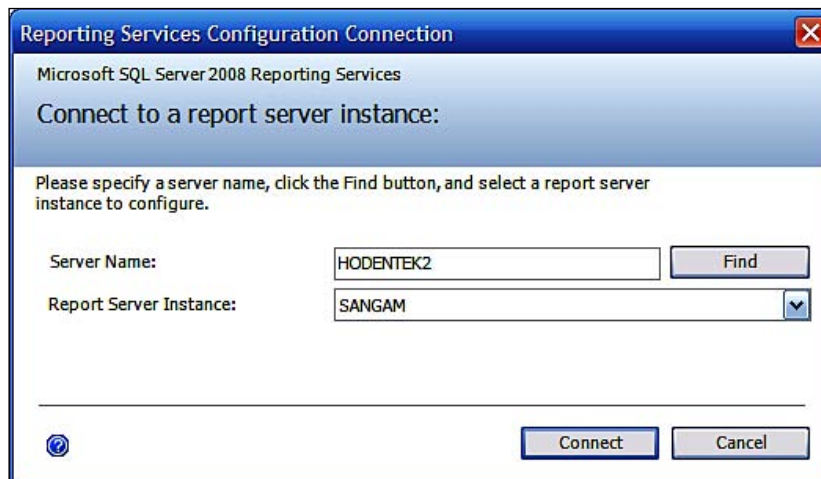 Reporting Services Configuration Connection
Microsoft SQL Server 2008 Reporting Services
Connect to a report server instance:
Please specify a server name, click the Find button, and select a report server
instance to configure.
Server Name: HODENTEK2 Find
Report Server Instance: SANGAM
Connect Cancel